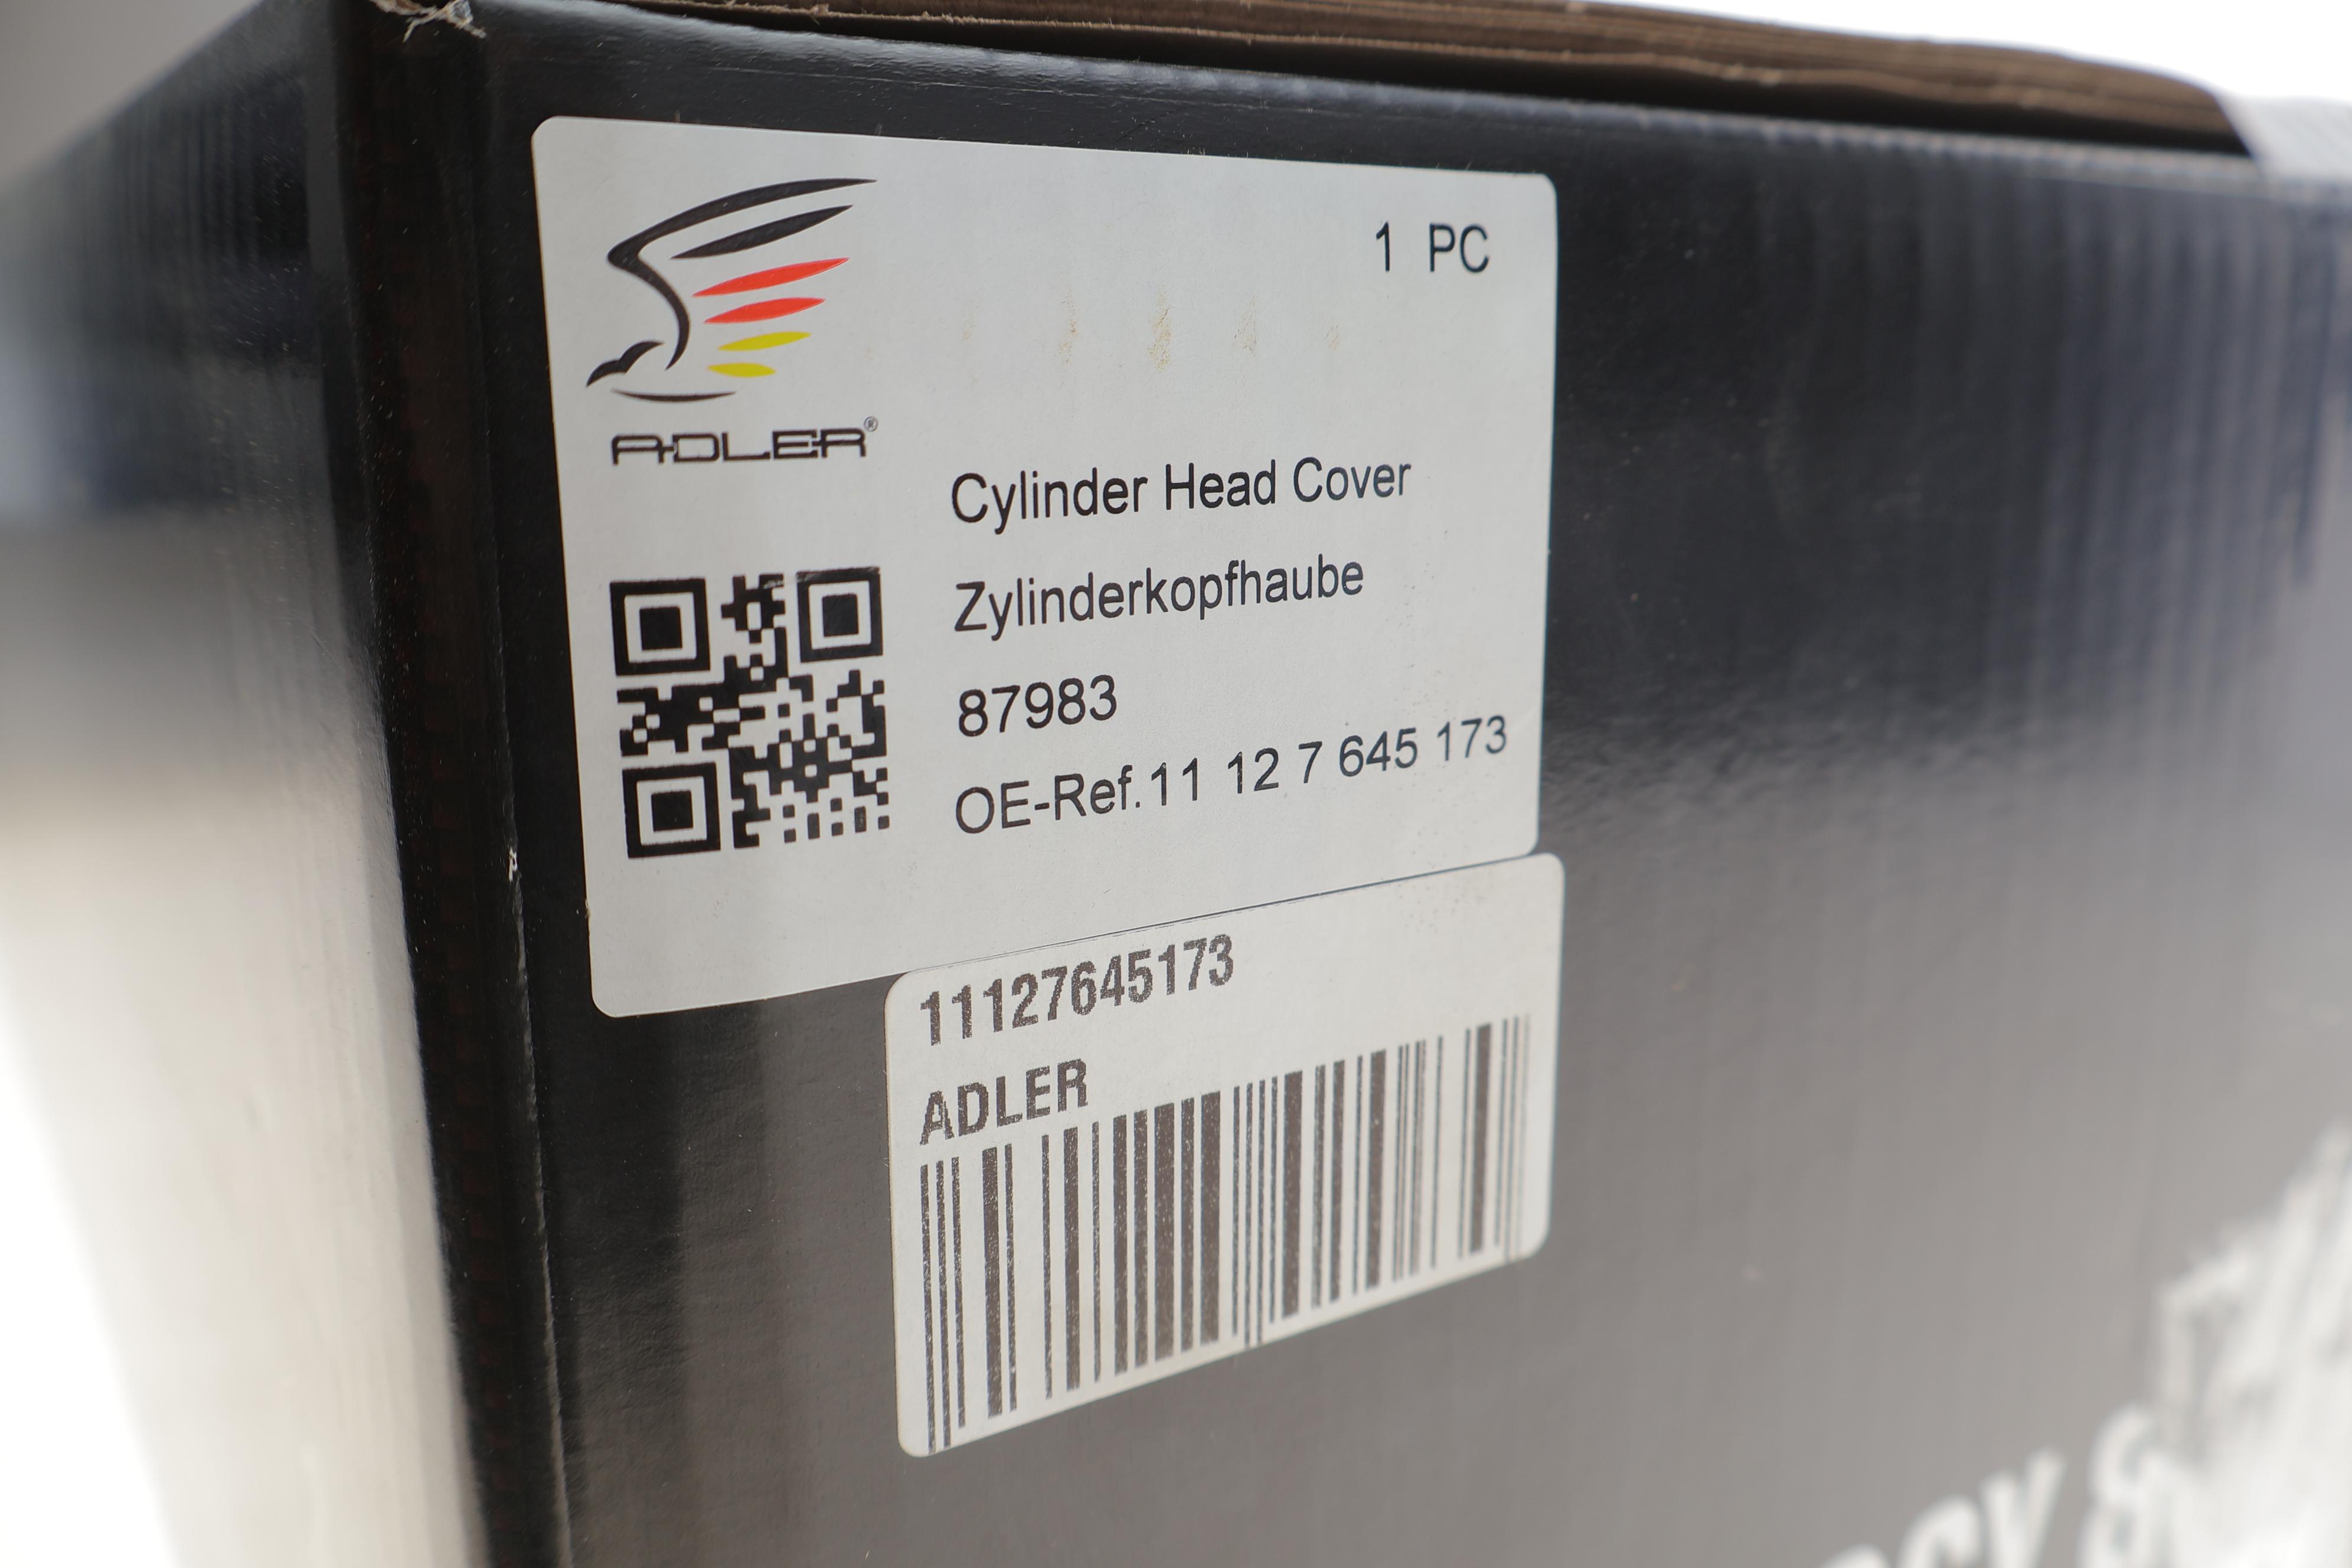 1 PC
ADLER®
Cylinder Head Cover
Zylinderkopfhaube
87983
OE-Ref.11 12 7 645 173
11127645173
ADLER